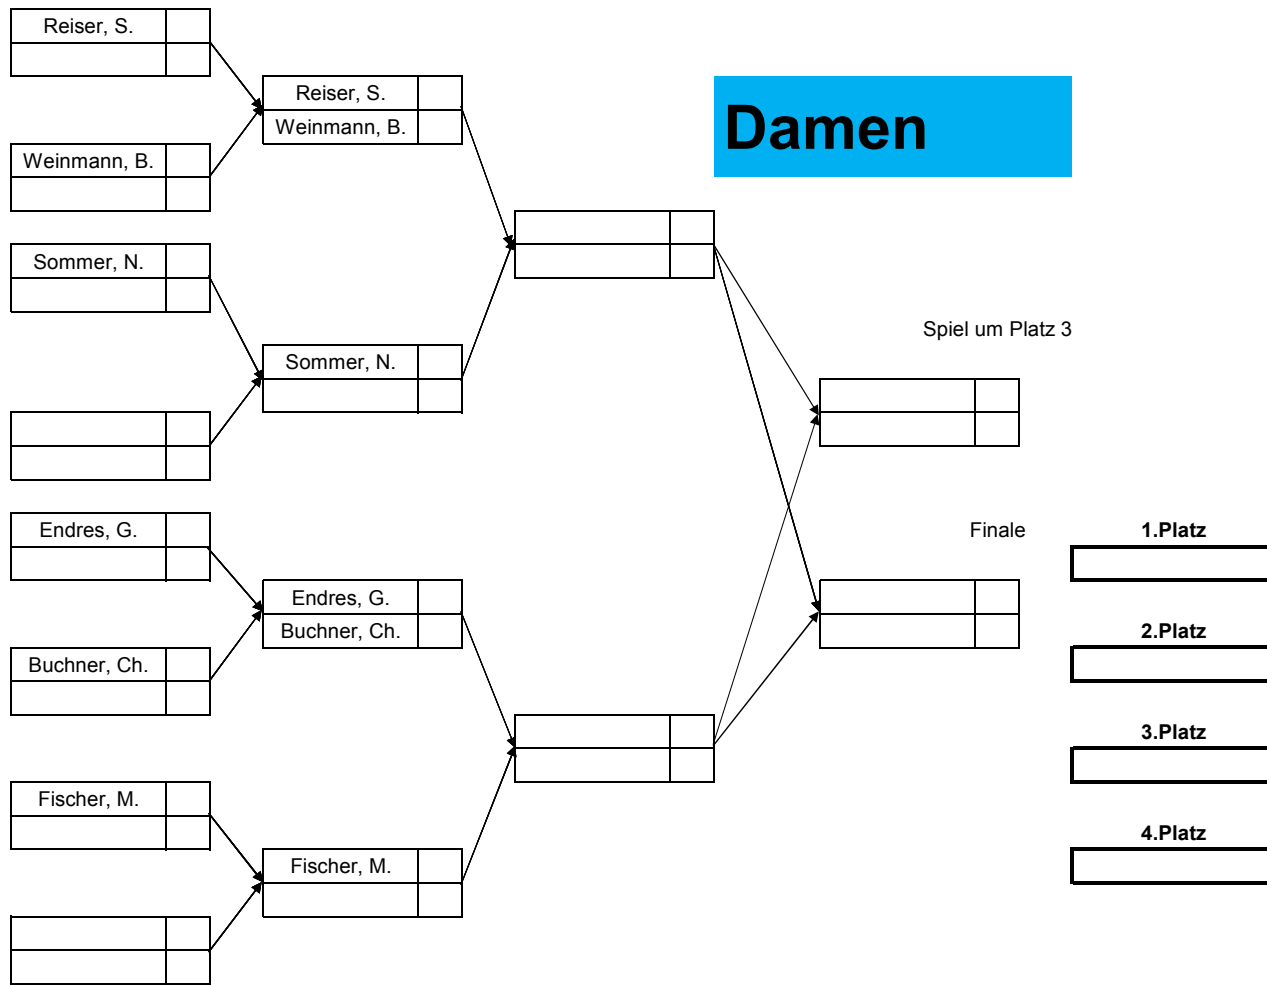 Reiser, S.
Reiser, S.
Weinmann, B.
Damen
Weinmann, B.
Sommer, N.
Spiel um Platz 3
Sommer, N.
Endres, G.
Finale
1.Platz
Endres, G.
Buchner, Ch.
2.Platz
Buchner, Ch.
3.Platz
Fischer, M.
4.Platz
Fischer, M.